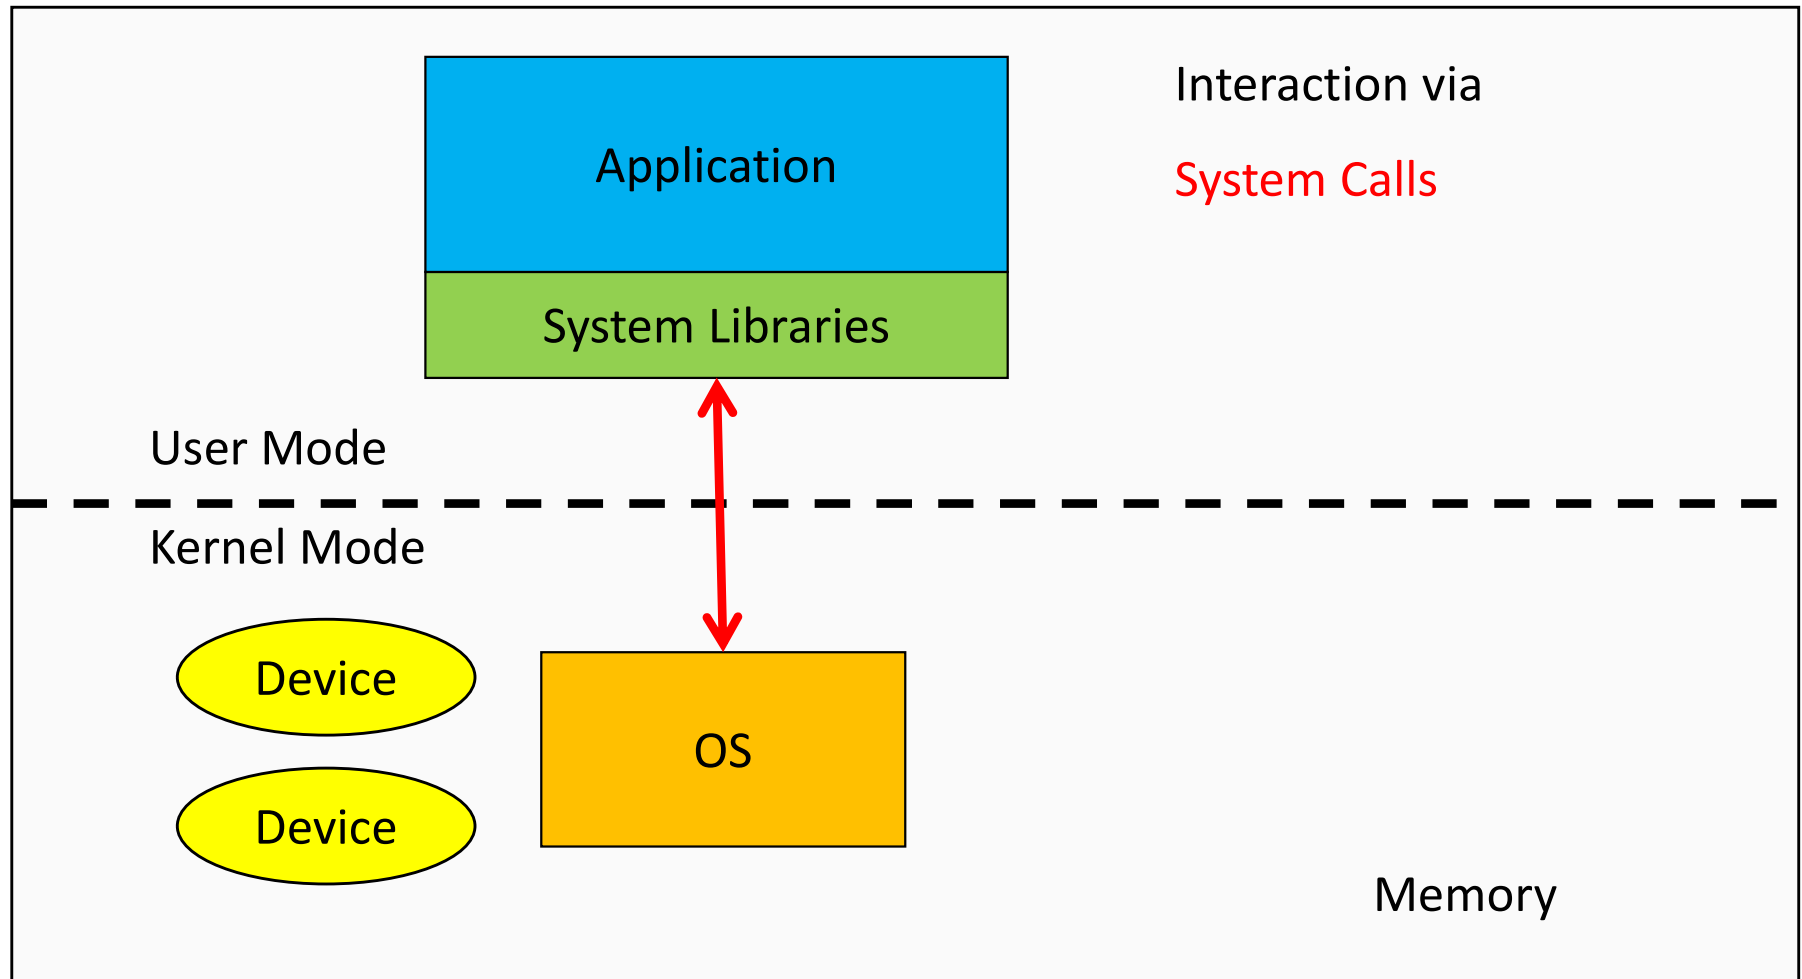 Application
Interaction via
System Calls
System Libraries
User Mode
Kernel Mode
Device
OS
Device
Memory